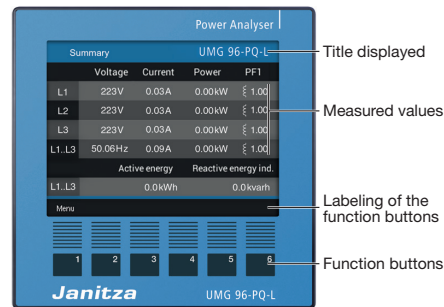 Power Analyser
Summary UMG 96-PQ-L
Title displayed
Voltage Current Power PF1
L1 223V 0.03A 0.00kW ξ 1.00
Measured values
L2 223V 0.03A 0.00kW ξ 1.00
L3 223V 0.03A 0.00kW ξ 1.00
L1..L3 50.06Hz 0.09A 0.00kW ξ 1.00
Active energy Reactive energy ind.
L1..L3 0.0kWh 0.0kvarh
Menu
Labeling of the
function buttons
1 2 3 4 5 6
Function buttons
Janitza UMG 96-PQ-L